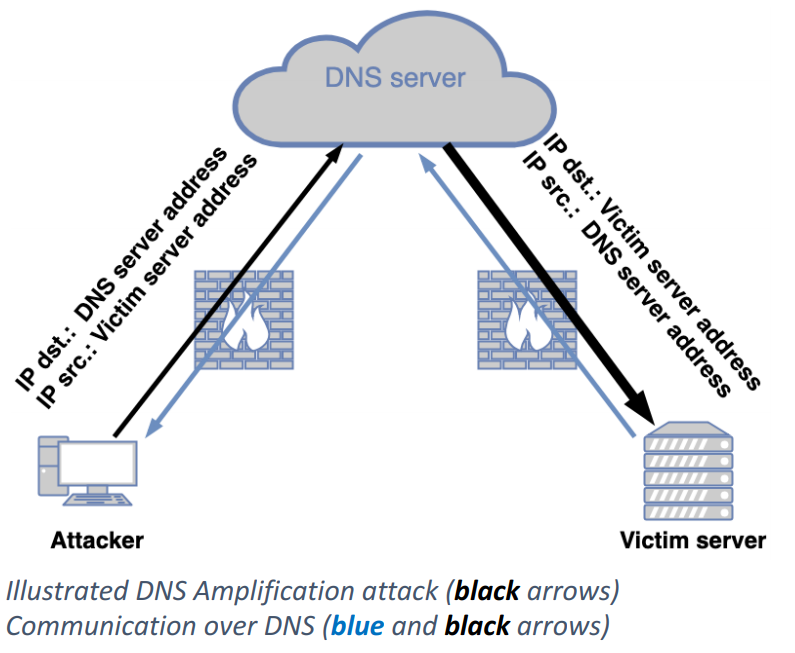 DNS server
IP dst.: DNS server address
IP src.: Victim server address
IP dst.: Victim server address
IP src.: DNS server address
Attacker
Victim server
Illustrated DNS Amplification attack (black arrows)
Communication over DNS (blue and black arrows)